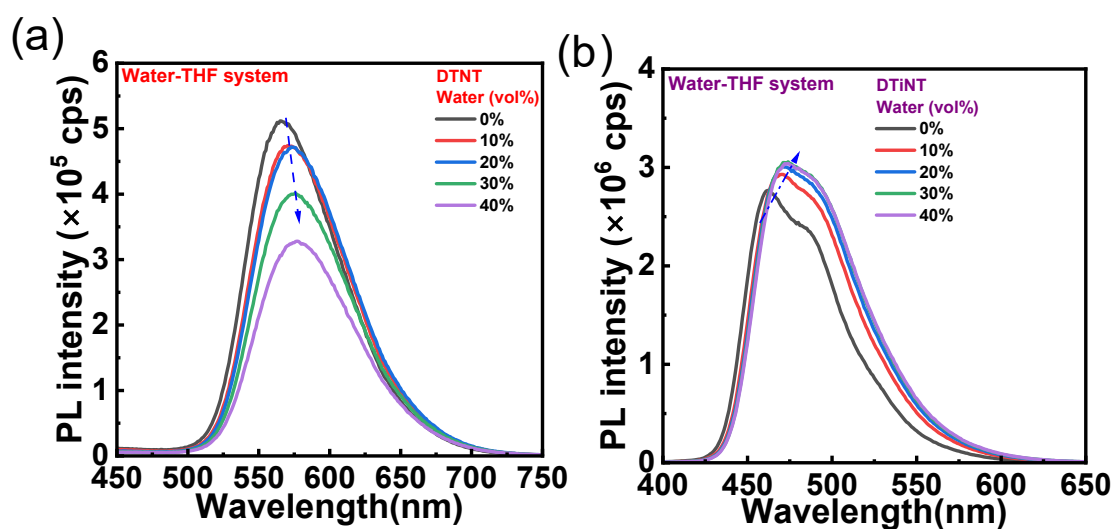 (a)
Water-THF system
DTNT
Water (vol%)
0%
10%
20%
30%
40%
PL intensity (×10⁵ cps)
6
5
4
3
2
1
0
450 500 550 600 650 700 750
Wavelength(nm)
(b)
Water-THF system
DTiNT
Water (vol%)
0%
10%
20%
30%
40%
PL intensity (×10⁶ cps)
4
3
2
1
0
400 450 500 550 600 650
Wavelength(nm)